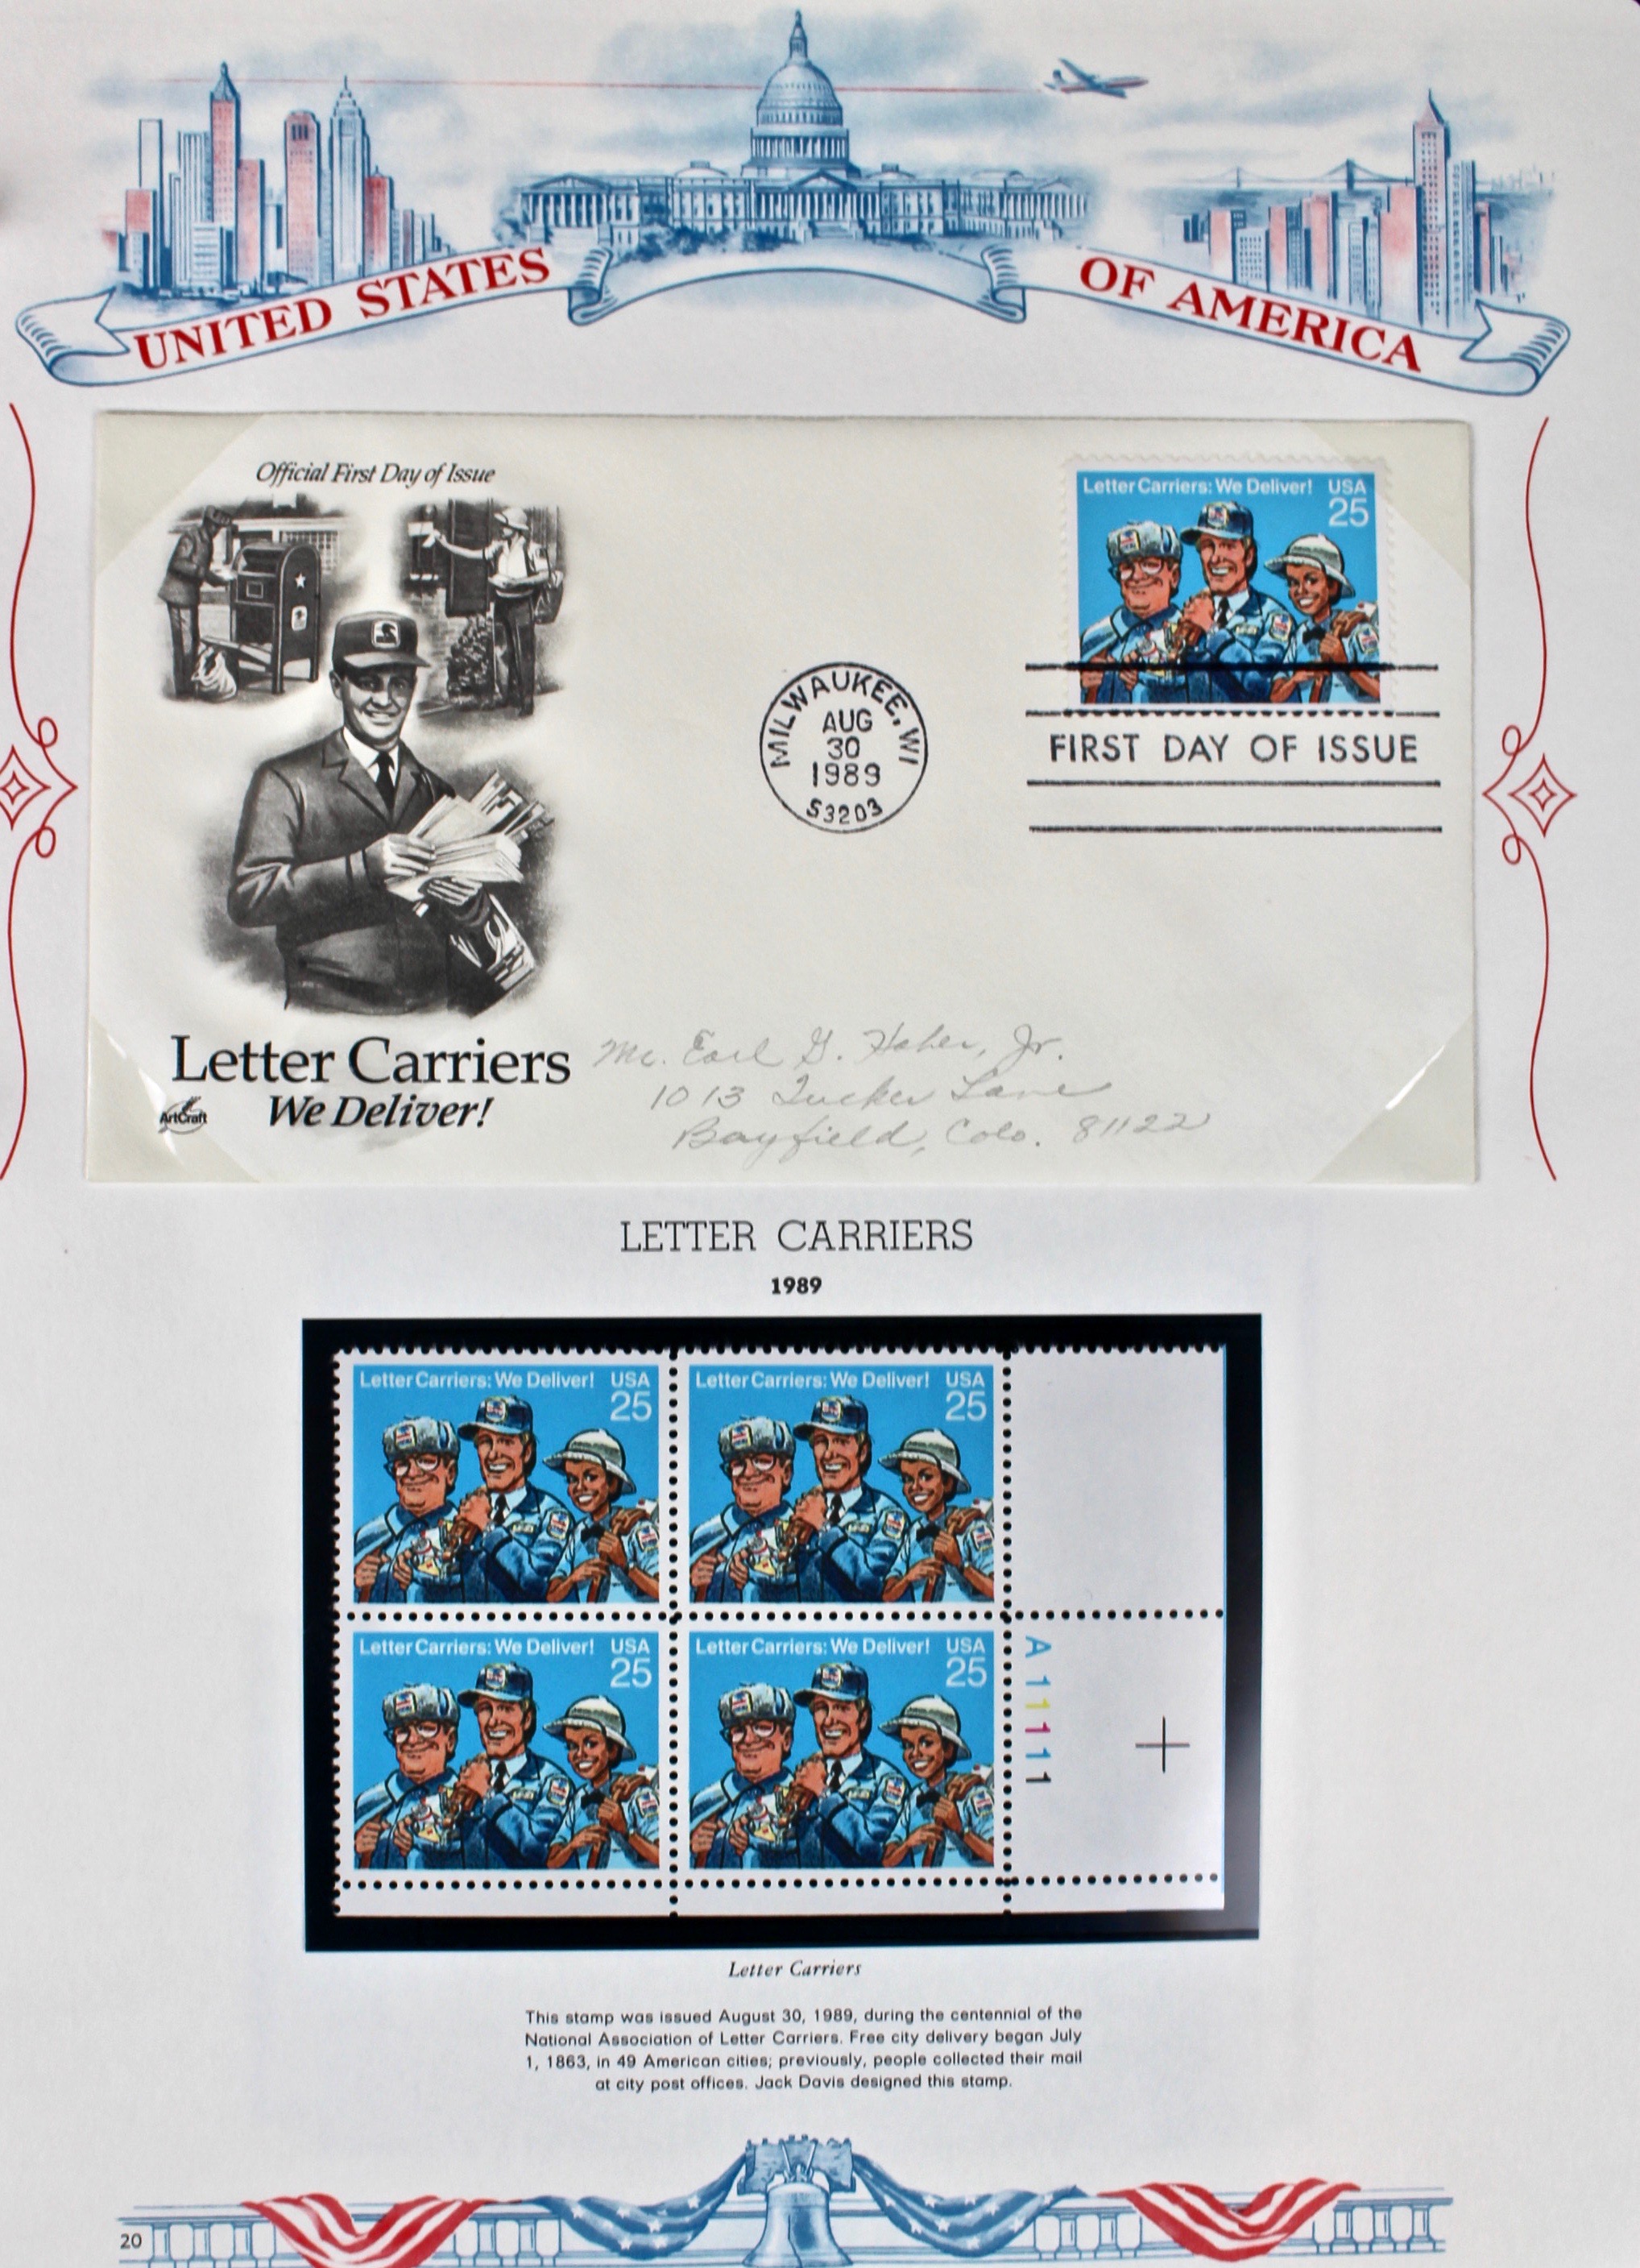 UNITED STATES OF AMERICA
Official First Day of Issue
Letter Carriers: We Deliver! USA
25
MILWAUKEE, WI
AUG
30
1989
53203
FIRST DAY OF ISSUE
Letter Carriers
We Deliver!
ArtCraft
Mr. Earl G. Haher, Jr.
1013 Tucker Lane
Bayfield, Colo. 81122
LETTER CARRIERS
1989
Letter Carriers: We Deliver! USA
25
Letter Carriers: We Deliver! USA
25
Letter Carriers: We Deliver! USA
25
Letter Carriers: We Deliver! USA
25
A11111
Letter Carriers
This stamp was issued August 30, 1989, during the centennial of the
National Association of Letter Carriers. Free city delivery began July
1, 1863, in 49 American cities; previously, people collected their mail
at city post offices. Jack Davis designed this stamp.
20